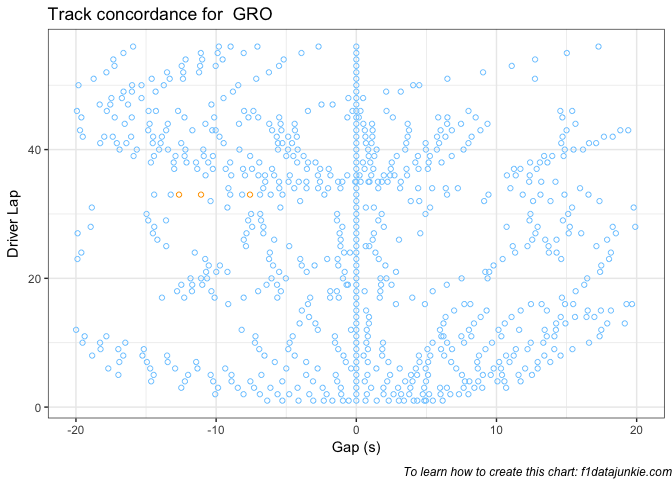 Track concordance for  GRO
Driver Lap
40
20
0
-20
-10
0
10
20
Gap (s)
To learn how to create this chart: f1datajunkie.com